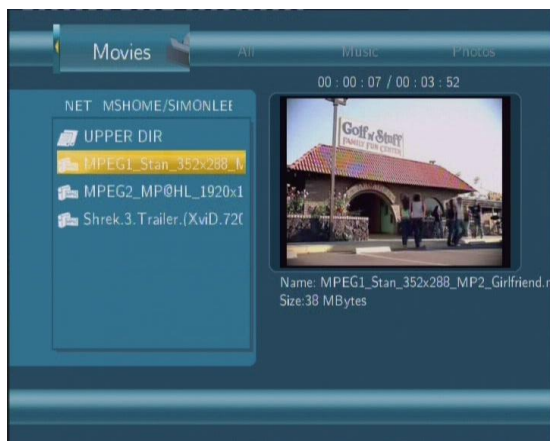 Movies All Music Photos
00 : 00 : 07 / 00 : 03 : 52
NET MSHOME/SIMONLEE
UPPER DIR
MPEG1_Stan_352x288_M
MPEG2_MP@HL_1920x1
Shrek.3.Trailer.(XviD.720
Golf n' Stuff
FAMILY FUN CENTER
Name: MPEG1_Stan_352x288_MP2_Girlfriend.m
Size:38 MBytes